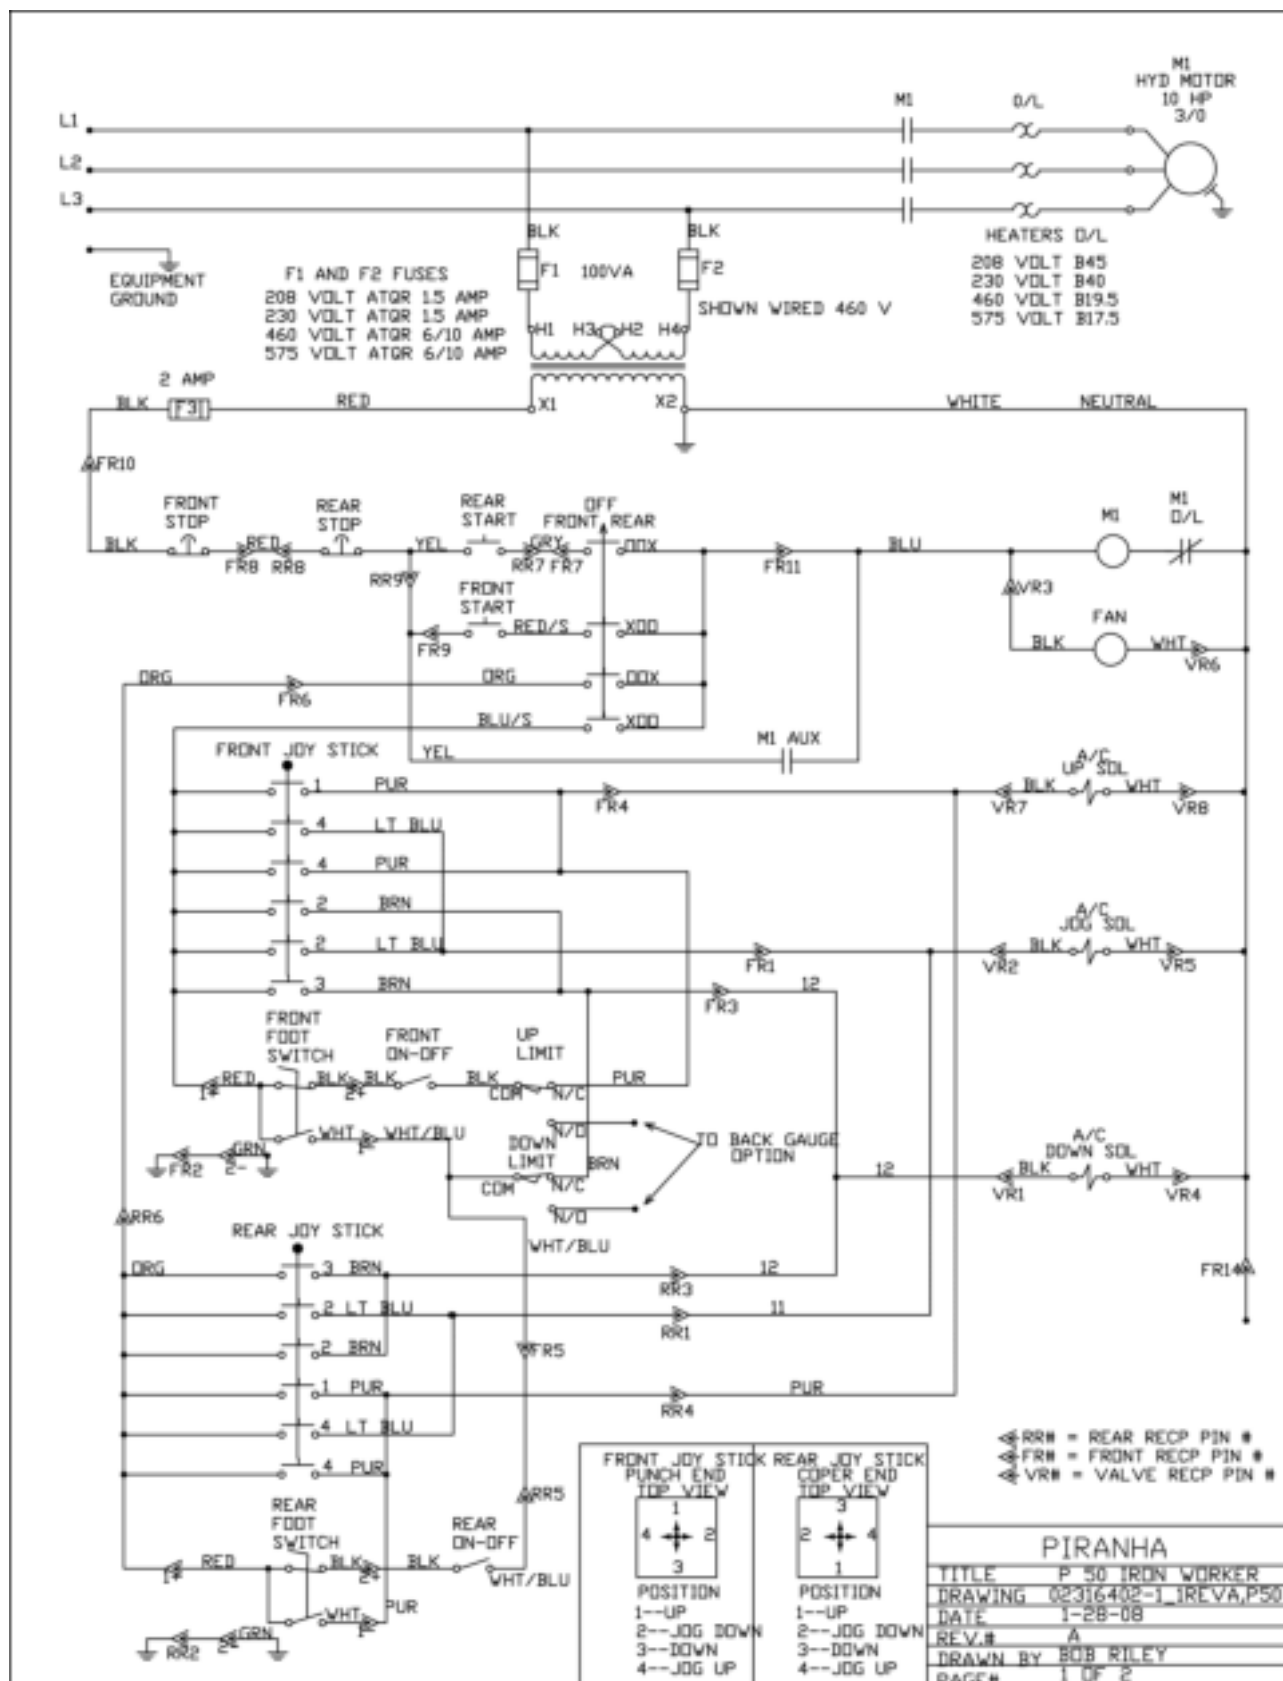 M1
HYD MOTOR
10 HP
3/0
M1
O/L
L1
L2
L3
BLK
BLK
EQUIPMENT
GROUND
F1 AND F2 FUSES
208 VOLT ATQR 1.5 AMP
230 VOLT ATQR 1.5 AMP
460 VOLT ATQR 6/10 AMP
575 VOLT ATQR 6/10 AMP
F1
100VA
F2
SHOWN WIRED 460 V
HEATERS O/L
208 VOLT B45
230 VOLT B40
460 VOLT B19.5
575 VOLT B17.5
H1
H3
H2
H4
2 AMP
BLK
F3
RED
X1
X2
WHITE
NEUTRAL
FR10
FRONT
STOP
REAR
STOP
REAR
START
OFF
FRONT REAR
M1
M1
O/L
BLK
RED
FR8
RR8
YEL
GRY
RR7
FR7
OOX
FR11
BLU
RR9
FRONT
START
VR3
FR9
RED/S
XOO
FAN
BLK
WHT
VR6
ORG
FR6
ORG
OOX
BLU/S
XOO
YEL
M1 AUX
FRONT JOY STICK
1 PUR
FR4
A/C
UP SOL
VR7
BLK
WHT
VR8
4 LT BLU
4 PUR
2 BRN
2 LT BLU
FR1
A/C
JOG SOL
VR2
BLK
WHT
VR5
3 BRN
FR3
12
FRONT
FOOT
SWITCH
FRONT
ON-OFF
UP
LIMIT
1+
RED
BLK
2+
BLK
BLK
COM
N/C
PUR
N/O
WHT
1-
WHT/BLU
DOWN
LIMIT
TO BACK GAUGE
OPTION
FR2
2-
GRN
COM
N/C
BRN
12
A/C
DOWN SOL
VR1
BLK
WHT
VR4
N/O
RR6
WHT/BLU
REAR JOY STICK
ORG
3 BRN
RR3
12
FR14
2 LT BLU
RR1
11
2 BRN
FR5
1 PUR
RR4
PUR
4 LT BLU
4 PUR
RR# = REAR RECP PIN #
FR# = FRONT RECP PIN #
VR# = VALVE RECP PIN #
RR5
REAR
FOOT
SWITCH
REAR
ON-OFF
RED
BLK
BLK
WHT/BLU
WHT
PUR
RR2
GRN
FRONT JOY STICK
PUNCH END
TOP VIEW
1
4
2
3
POSITION
1--UP
2--JOG DOWN
3--DOWN
4--JOG UP
REAR JOY STICK
COPER END
TOP VIEW
3
2
4
1
POSITION
1--UP
2--JOG DOWN
3--DOWN
4--JOG UP
PIRANHA
TITLE P 50 IRON WORKER
DRAWING 02316402-1_1REVA,P50
DATE 1-28-08
REV.# A
DRAWN BY BOB RILEY
PAGE# 1 OF 2